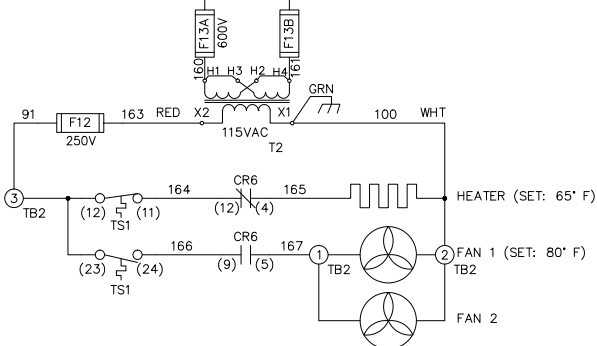 F13A
600V
F13B
160
161
H1 H3 H2 H4
GRN
91
F12
250V
163 RED X2
X1
115VAC
T2
100 WHT
3
TB2
(12) (11)
TS1
164
CR6
(12) (4)
165
HEATER (SET: 65° F)
(23) (24)
TS1
166
CR6
(9) (5)
167
1
TB2
2
TB2
FAN 1 (SET: 80° F)
FAN 2